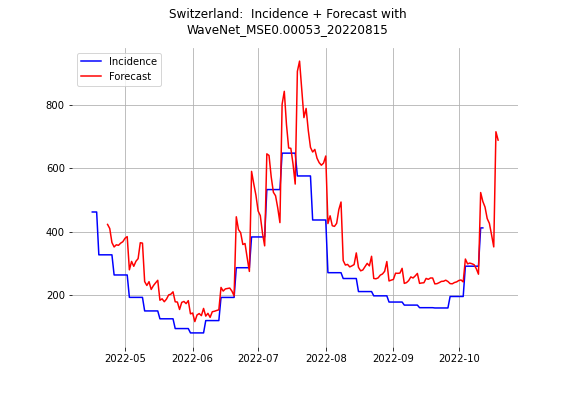 Switzerland:  Incidence + Forecast with
WaveNet_MSE0.00053_20220815
Incidence
Forecast
800
600
400
200
2022-05
2022-06
2022-07
2022-08
2022-09
2022-10